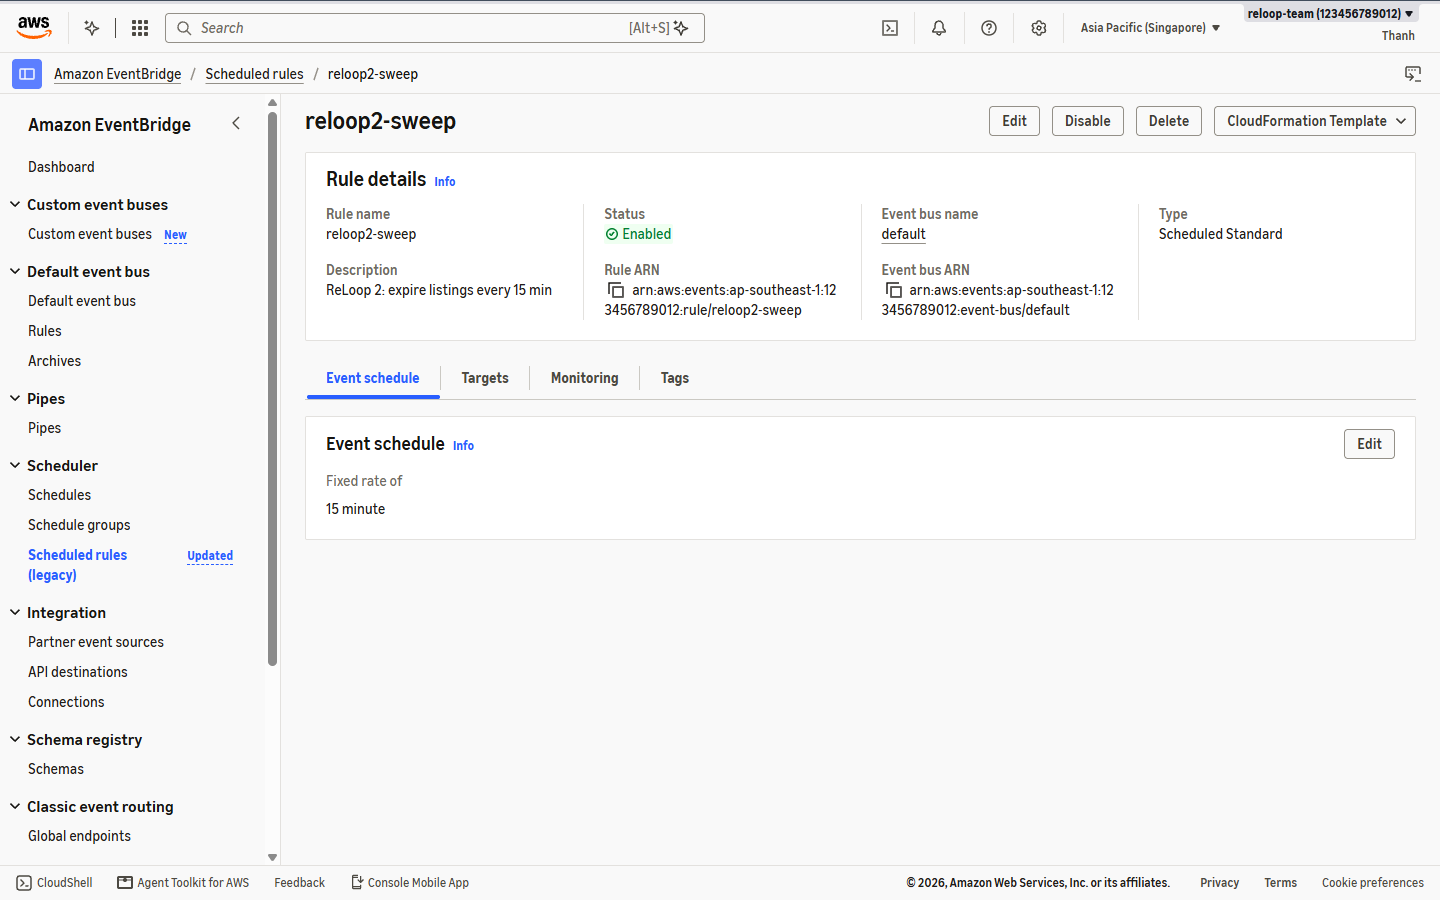 aws
Search [Alt+S]
Asia Pacific (Singapore)
reloop-team (123456789012)
Thanh
Amazon EventBridge / Scheduled rules / reloop2-sweep
Amazon EventBridge
Dashboard
Custom event buses
Custom event buses New
Default event bus
Default event bus
Rules
Archives
Pipes
Pipes
Scheduler
Schedules
Schedule groups
Scheduled rules Updated
(legacy)
Integration
Partner event sources
API destinations
Connections
Schema registry
Schemas
Classic event routing
Global endpoints
reloop2-sweep
Edit Disable Delete CloudFormation Template
Rule details Info
Rule name
reloop2-sweep
Description
ReLoop 2: expire listings every 15 min
Status
Enabled
Rule ARN
arn:aws:events:ap-southeast-1:12
3456789012:rule/reloop2-sweep
Event bus name
default
Event bus ARN
arn:aws:events:ap-southeast-1:12
3456789012:event-bus/default
Type
Scheduled Standard
Event schedule Targets Monitoring Tags
Event schedule Info
Edit
Fixed rate of
15 minute
CloudShell Agent Toolkit for AWS Feedback Console Mobile App
© 2026, Amazon Web Services, Inc. or its affiliates. Privacy Terms Cookie preferences